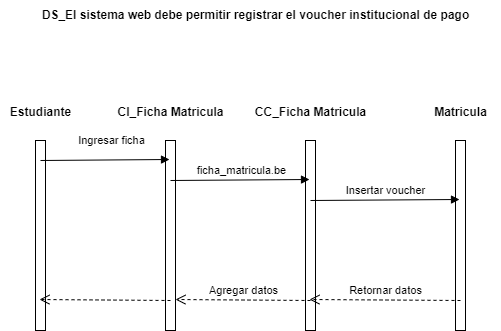 DS_El sistema web debe permitir registrar el voucher institucional de pago
Estudiante CI_Ficha Matricula CC_Ficha Matricula Matricula
Ingresar ficha
ficha_matricula.be
Insertar voucher
Agregar datos Retornar datos